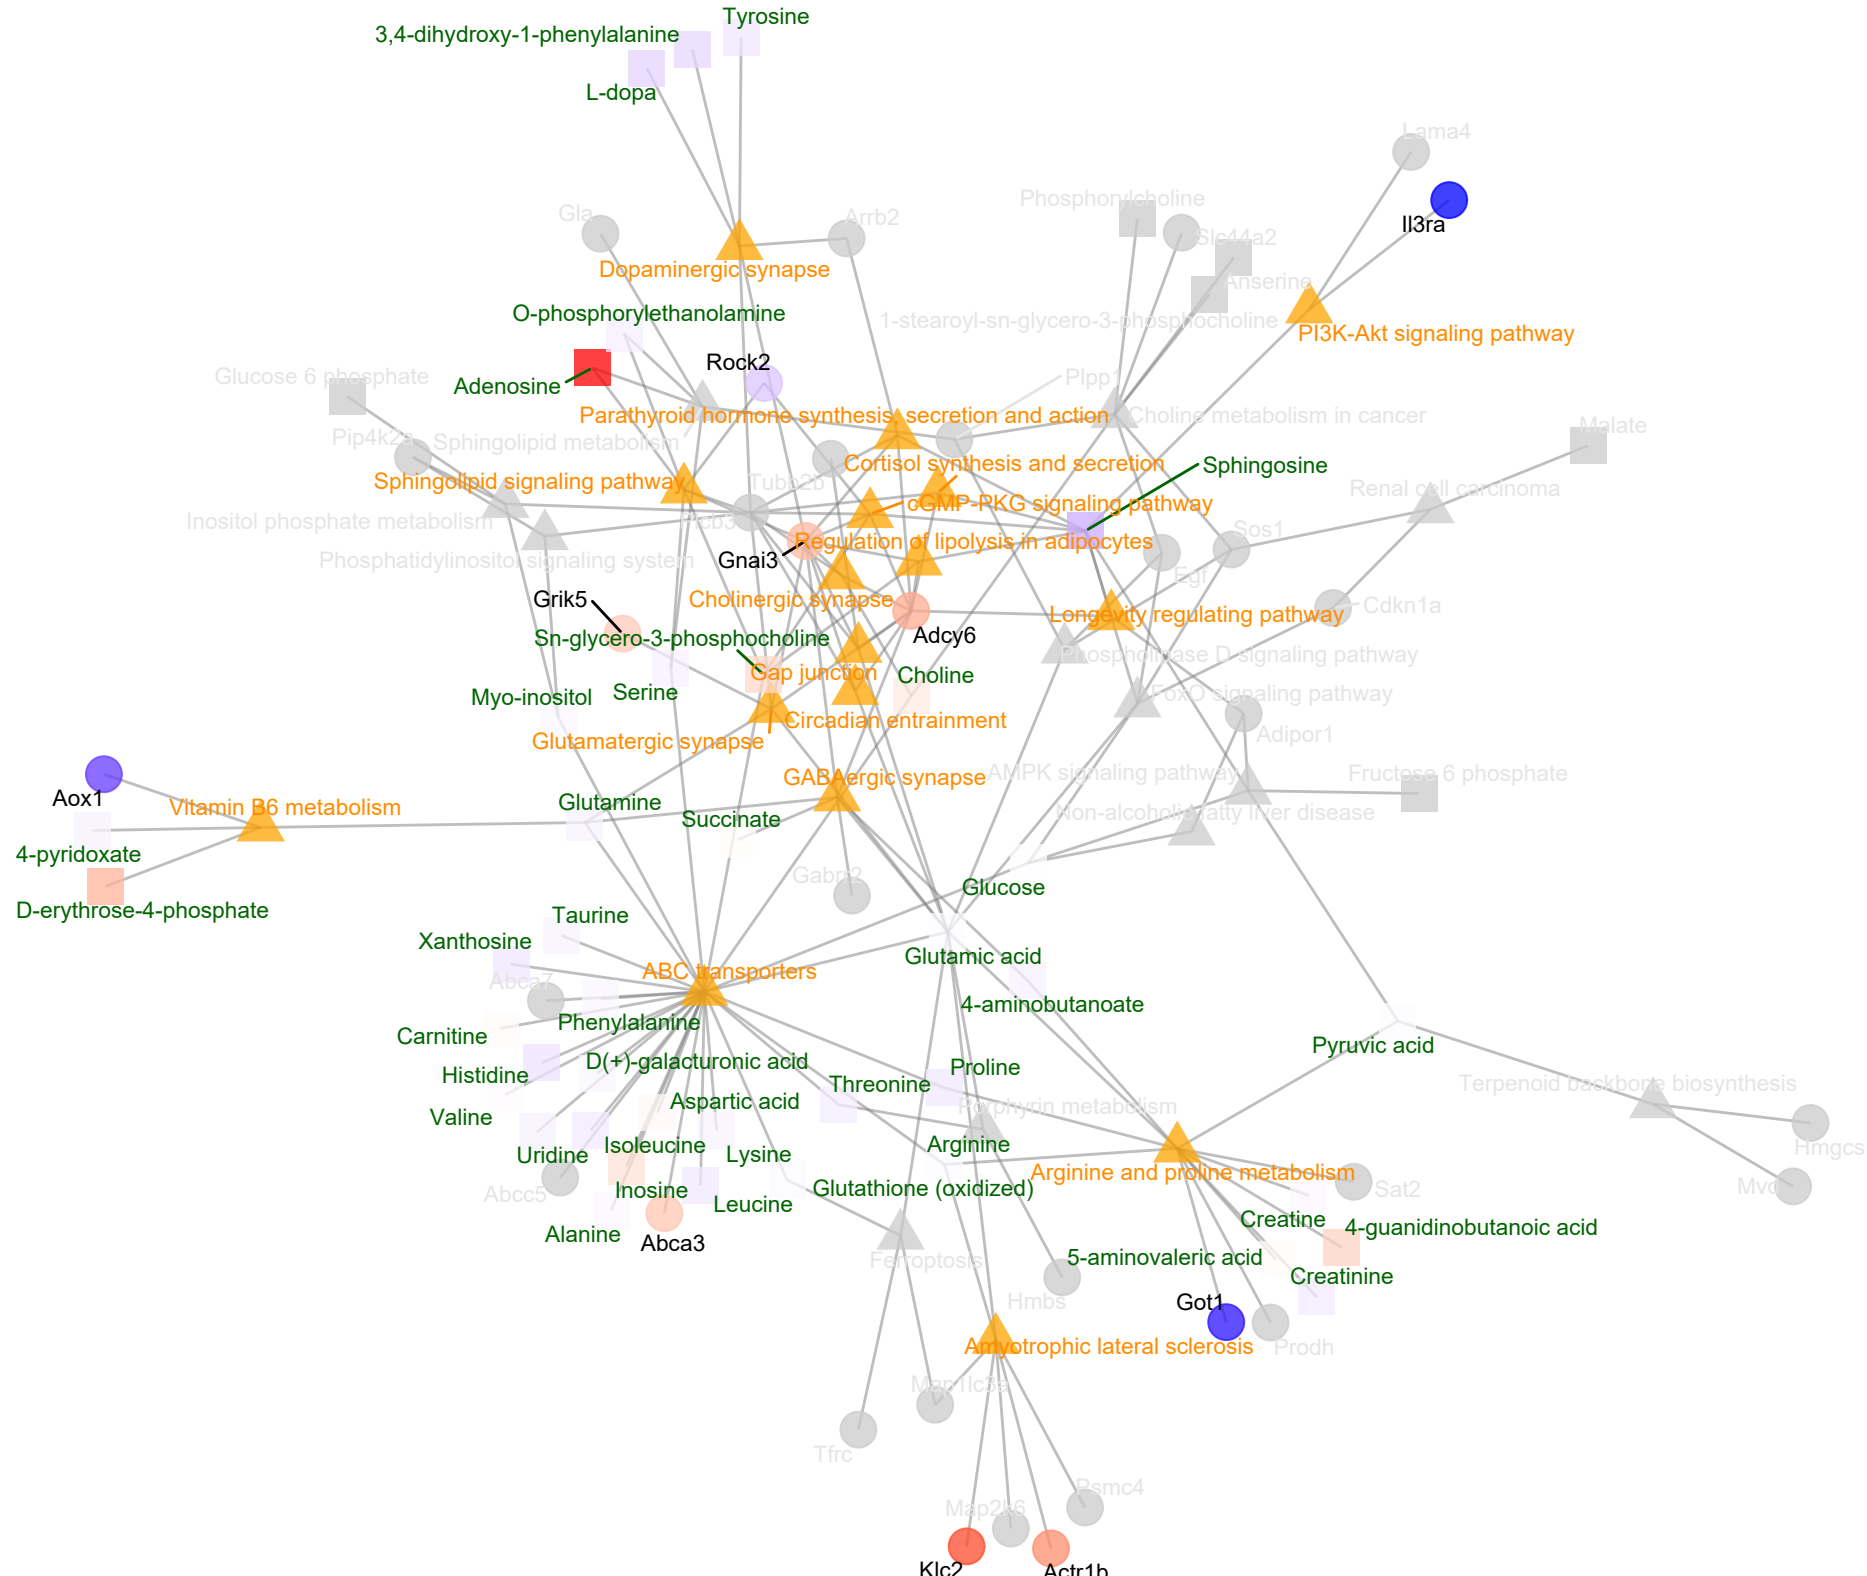 Tyrosine
3,4-dihydroxy-1-phenylalanine
L-dopa
Lama4
Phosphorylcholine
Gla
Arrb2
Il3ra
Slc44a2
Dopaminergic synapse
Anserine
O-phosphorylethanolamine
1-stearoyl-sn-glycero-3-phosphocholine
PI3K-Akt signaling pathway
Rock2
Glucose 6 phosphate
Plpp1
Adenosine
Parathyroid hormone synthesis, secretion and action
Choline metabolism in cancer
Malate
Pip4k2a
Sphingolipid metabolism
Cortisol synthesis and secretion
Sphingosine
Sphingolipid signaling pathway
Tubb2b
Renal cell carcinoma
cGMP-PKG signaling pathway
Inositol phosphate metabolism
Plcb3
Sos1
Regulation of lipolysis in adipocytes
Phosphatidylinositol signaling system
Gnai3
Egf
Grik5
Cholinergic synapse
Cdkn1a
Longevity regulating pathway
Sn-glycero-3-phosphocholine
Adcy6
Phospholipase D signaling pathway
Gap junction
Choline
Serine
Myo-inositol
FoxO signaling pathway
Circadian entrainment
Adipor1
Glutamatergic synapse
GABAergic synapse
AMPK signaling pathway
Fructose 6 phosphate
Aox1
Vitamin B6 metabolism
Glutamine
Succinate
Non-alcoholic fatty liver disease
4-pyridoxate
Gabrr2
Glucose
D-erythrose-4-phosphate
Taurine
Xanthosine
Glutamic acid
ABC transporters
Abca7
4-aminobutanoate
Phenylalanine
Carnitine
Pyruvic acid
D(+)-galacturonic acid
Proline
Histidine
Threonine
Terpenoid backbone biosynthesis
Aspartic acid
Porphyrin metabolism
Valine
Isoleucine
Arginine
Hmgcs
Uridine
Lysine
Arginine and proline metabolism
Abcc5
Inosine
Glutathione (oxidized)
Sat2
Mvd
Leucine
Creatine
4-guanidinobutanoic acid
Alanine
Abca3
Ferroptosis
5-aminovaleric acid
Creatinine
Hmbs
Got1
Amyotrophic lateral sclerosis
Prodh
Map1lc3a
Tfrc
Psmc4
Map2k6
Klc2
Actr1b